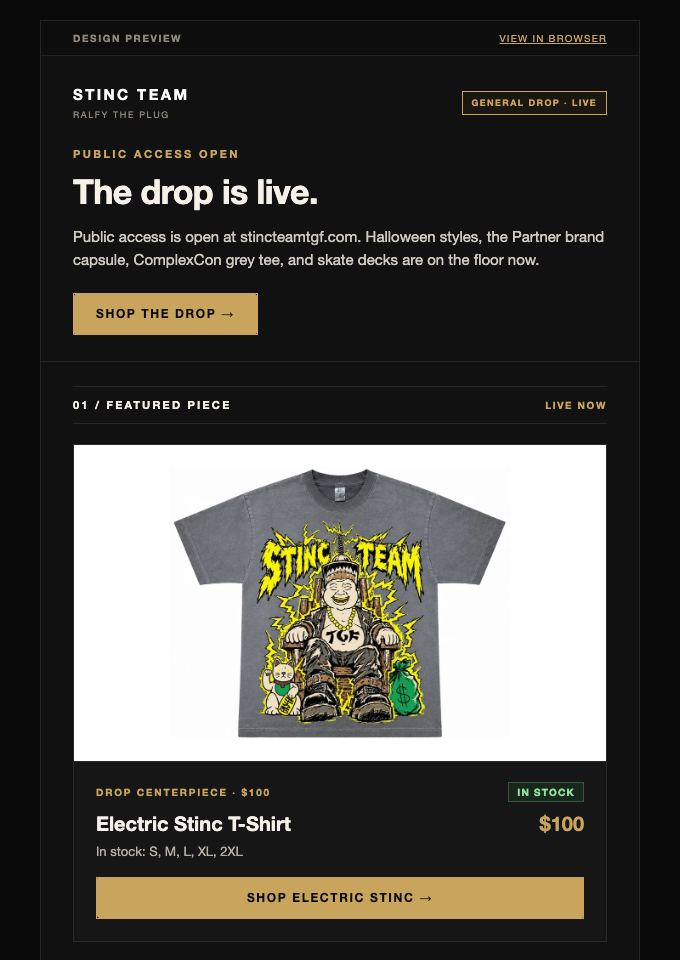 DESIGN PREVIEW
VIEW IN BROWSER
STINC TEAM
RALFY THE PLUG
GENERAL DROP · LIVE
PUBLIC ACCESS OPEN
The drop is live.
Public access is open at stincteamtgf.com. Halloween styles, the Partner brand
capsule, ComplexCon grey tee, and skate decks are on the floor now.
SHOP THE DROP →
01 / FEATURED PIECE
LIVE NOW
STINC TEAM
TGF
$
DROP CENTERPIECE · $100
IN STOCK
Electric Stinc T-Shirt
$100
In stock: S, M, L, XL, 2XL
SHOP ELECTRIC STINC →